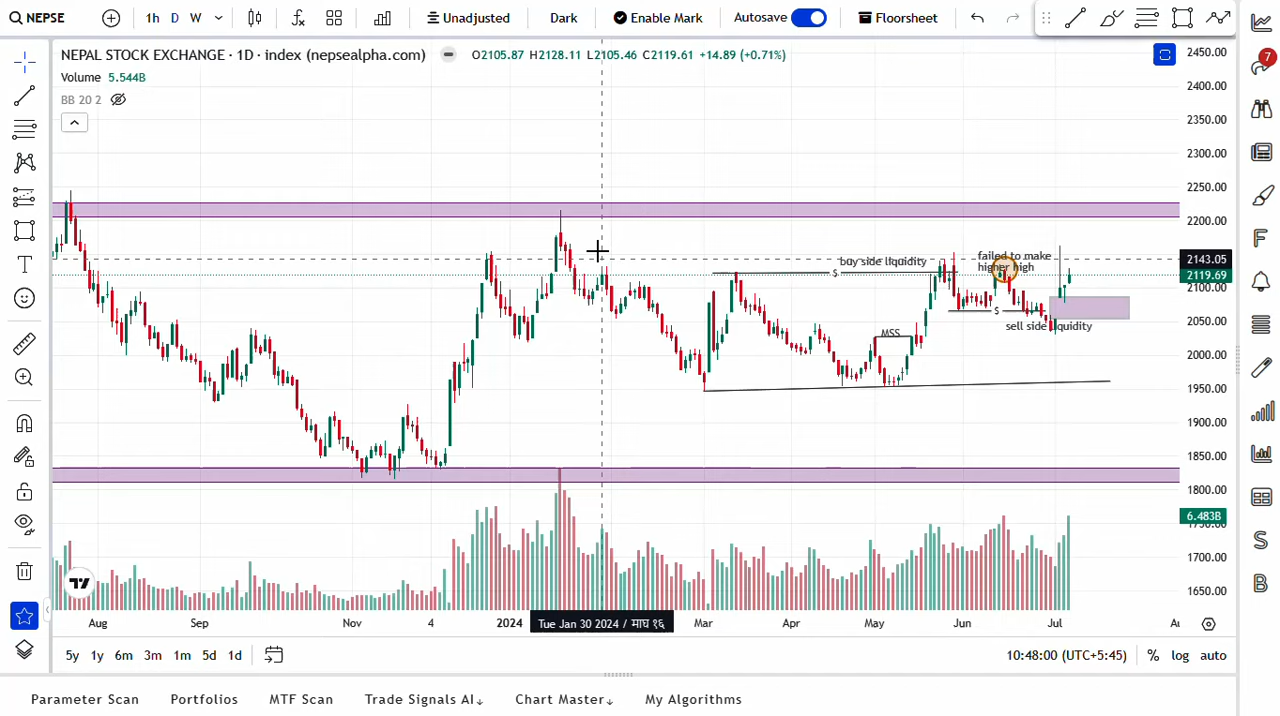 NEPSE 1h D W Unadjusted Dark Enable Mark Autosave Floorsheet
NEPAL STOCK EXCHANGE · 1D · index (nepsealpha.com) O2105.87 H2128.11 L2105.46 C2119.61 +14.89 (+0.71%)
Volume 5.544B
BB 20 2
7
2450.00
2400.00
2350.00
2300.00
2250.00
2200.00
2143.05
2119.69
2100.00
2050.00
2000.00
1950.00
1900.00
1850.00
1800.00
1700.00
1650.00
6.483B
buy side liquidity
$
failed to make
higher high
$
sell side liquidity
MSS
Aug Sep Nov 4 2024 Tue Jan 30 2024 / माघ १६ Mar Apr May Jun Jul
5y 1y 6m 3m 1m 5d 1d 10:48:00 (UTC+5:45) % log auto
Parameter Scan Portfolios MTF Scan Trade Signals AI↓ Chart Master↓ My Algorithms